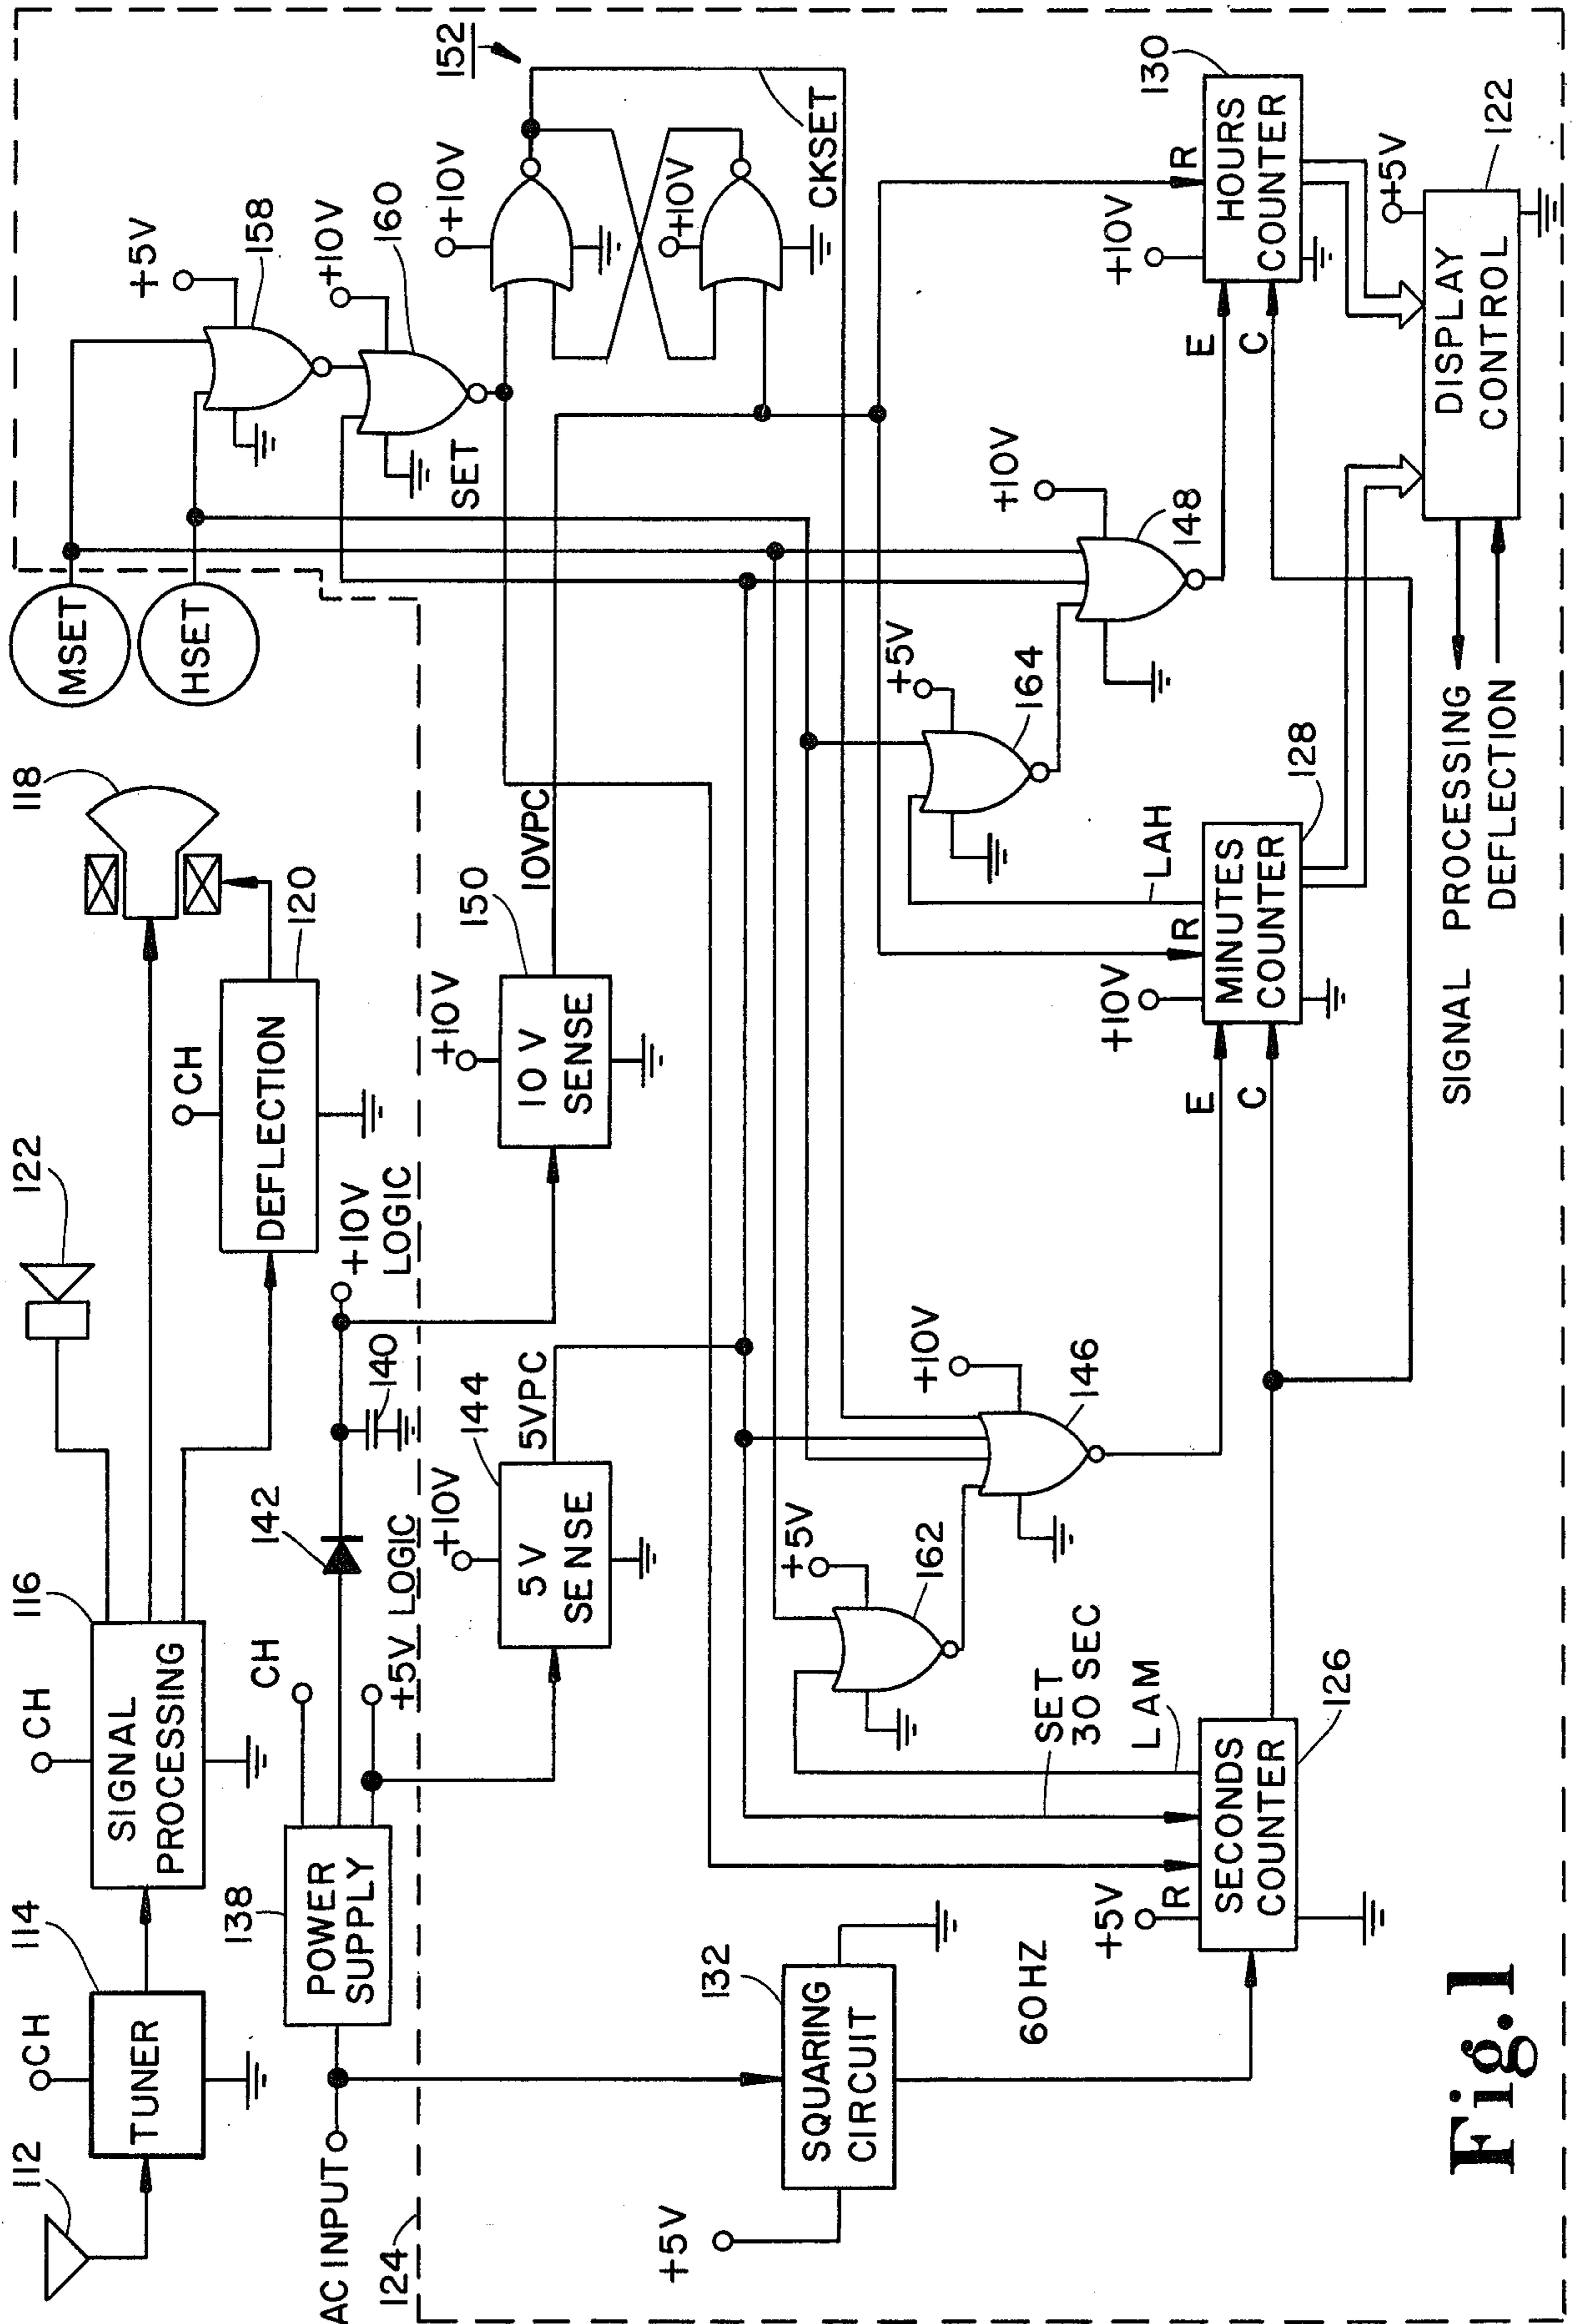 112
CH
TUNER
114
CH
SIGNAL
PROCESSING
116
122
118
CH
DEFLECTION
120
AC INPUT
POWER
SUPPLY
138
CH
+5V LOGIC
142
140
+10V
LOGIC
MSET
HSET
124
+10V
5V
SENSE
144
5VPC
+10V
10V
SENSE
150
10VPC
SET
+5V
158
+10V
160
+10V
+10V
152
CKSET
+5V
SQUARING
CIRCUIT
132
60HZ
+5V
R
SECONDS
COUNTER
126
SET
30 SEC
LAM
+5V
162
+10V
146
E
C
+10V
R
MINUTES
COUNTER
128
LAH
+5V
164
+10V
148
E
C
+10V
R
HOURS
COUNTER
130
+5V
DISPLAY
CONTROL
122
SIGNAL PROCESSING
DEFLECTION
Fig.1